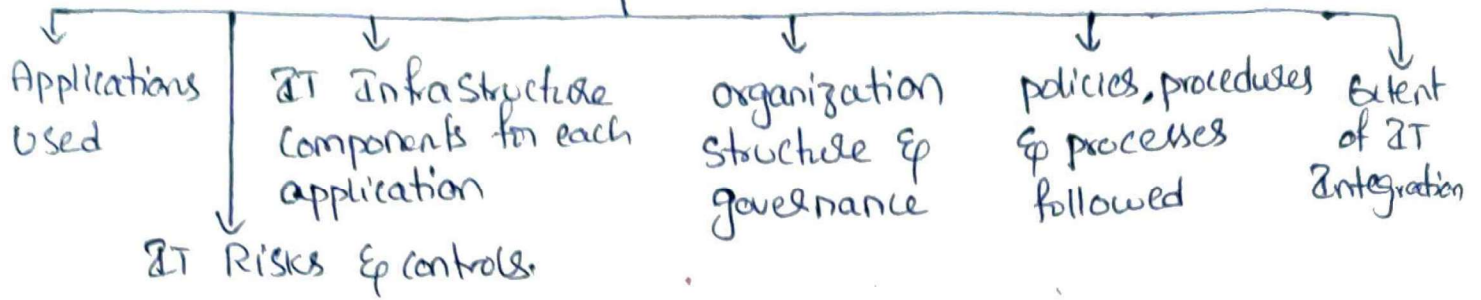 Applications
Used
IT Infrastructure
Components for each
application
organization
structure &
governance
policies, procedures
& processes
followed
Extent
of IT
Integration
IT Risks & controls.